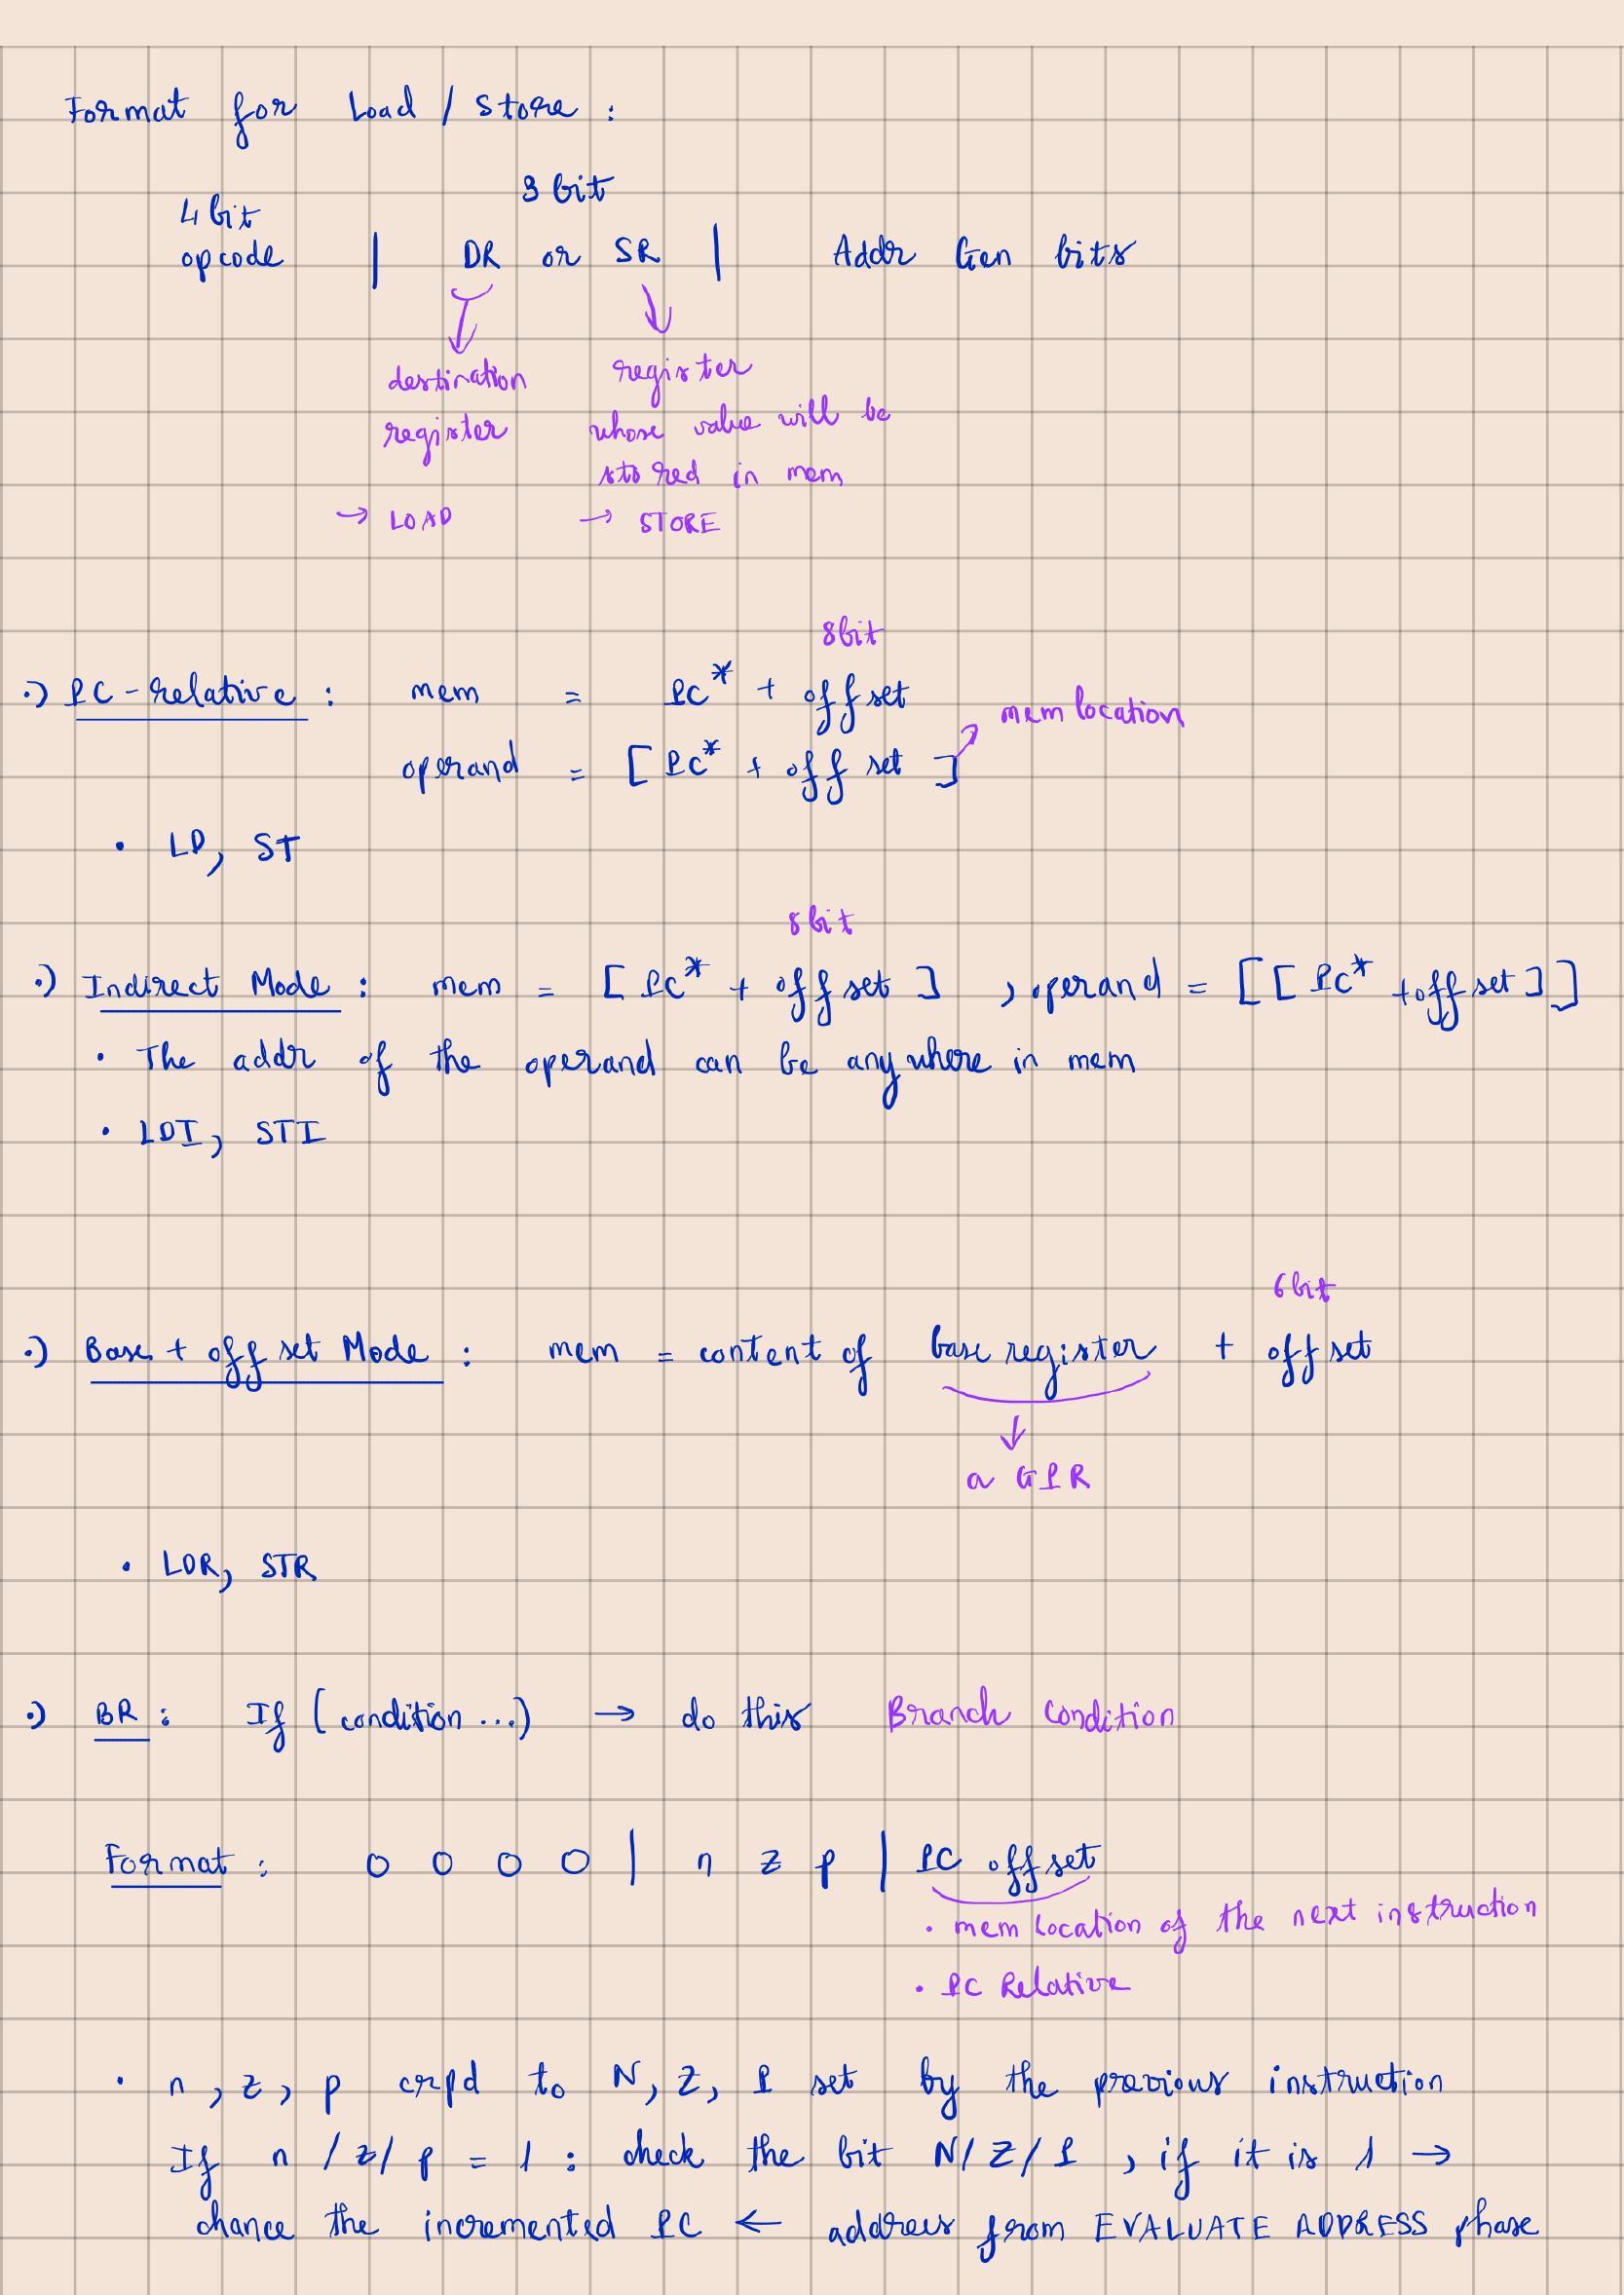 Format for Load / Store :
3 bit
4 bit
opcode | DR or SR | Addr Gen bits
destination register
register whose value will be
stored in mem
→ LOAD → STORE
8bit
•) PC-relative : mem = PC* + offset
mem location
operand = [ PC* + offset ]
• LD, ST
8bit
•) Indirect Mode : mem = [ PC* + offset ] , operand = [ [ PC* + offset ] ]
• The addr of the operand can be anywhere in mem
• LDI, STI
6bit
•) Base + offset Mode : mem = content of base register + offset
a GPR
• LDR, STR
•) BR : If (condition ...) → do this Branch Condition
Format : 0 0 0 0 | n z p | PC offset
• mem location of the next instruction
• PC Relative
• n, z, p crpd to N, Z, P set by the previous instruction
If n / z / p = 1 : check the bit N/Z/P , if it is 1 →
chance the incremented PC ← address from EVALUATE ADDRESS phase